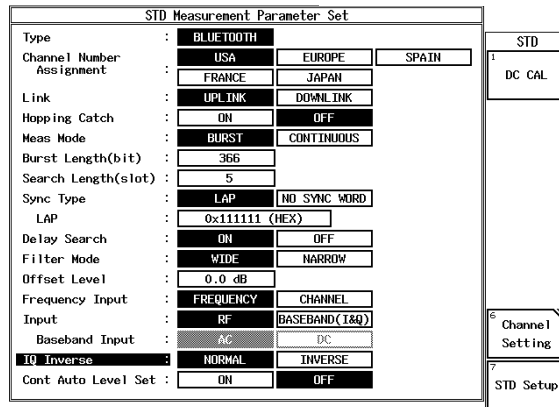 STD Measurement Parameter Set
Type : BLUETOOTH
Channel Number Assignment : USA EUROPE SPAIN
FRANCE JAPAN
Link : UPLINK DOWNLINK
Hopping Catch : ON OFF
Meas Mode : BURST CONTINUOUS
Burst Length(bit) : 366
Search Length(slot) : 5
Sync Type : LAP NO SYNC WORD
LAP : 0x111111 (HEX)
Delay Search : ON OFF
Filter Mode : WIDE NARROW
Offset Level : 0.0 dB
Frequency Input : FREQUENCY CHANNEL
Input : RF BASEBAND(I&Q)
Baseband Input : AC DC
IQ Inverse : NORMAL INVERSE
Cont Auto Level Set : ON OFF
STD
1
DC CAL
6
Channel
Setting
7
STD Setup